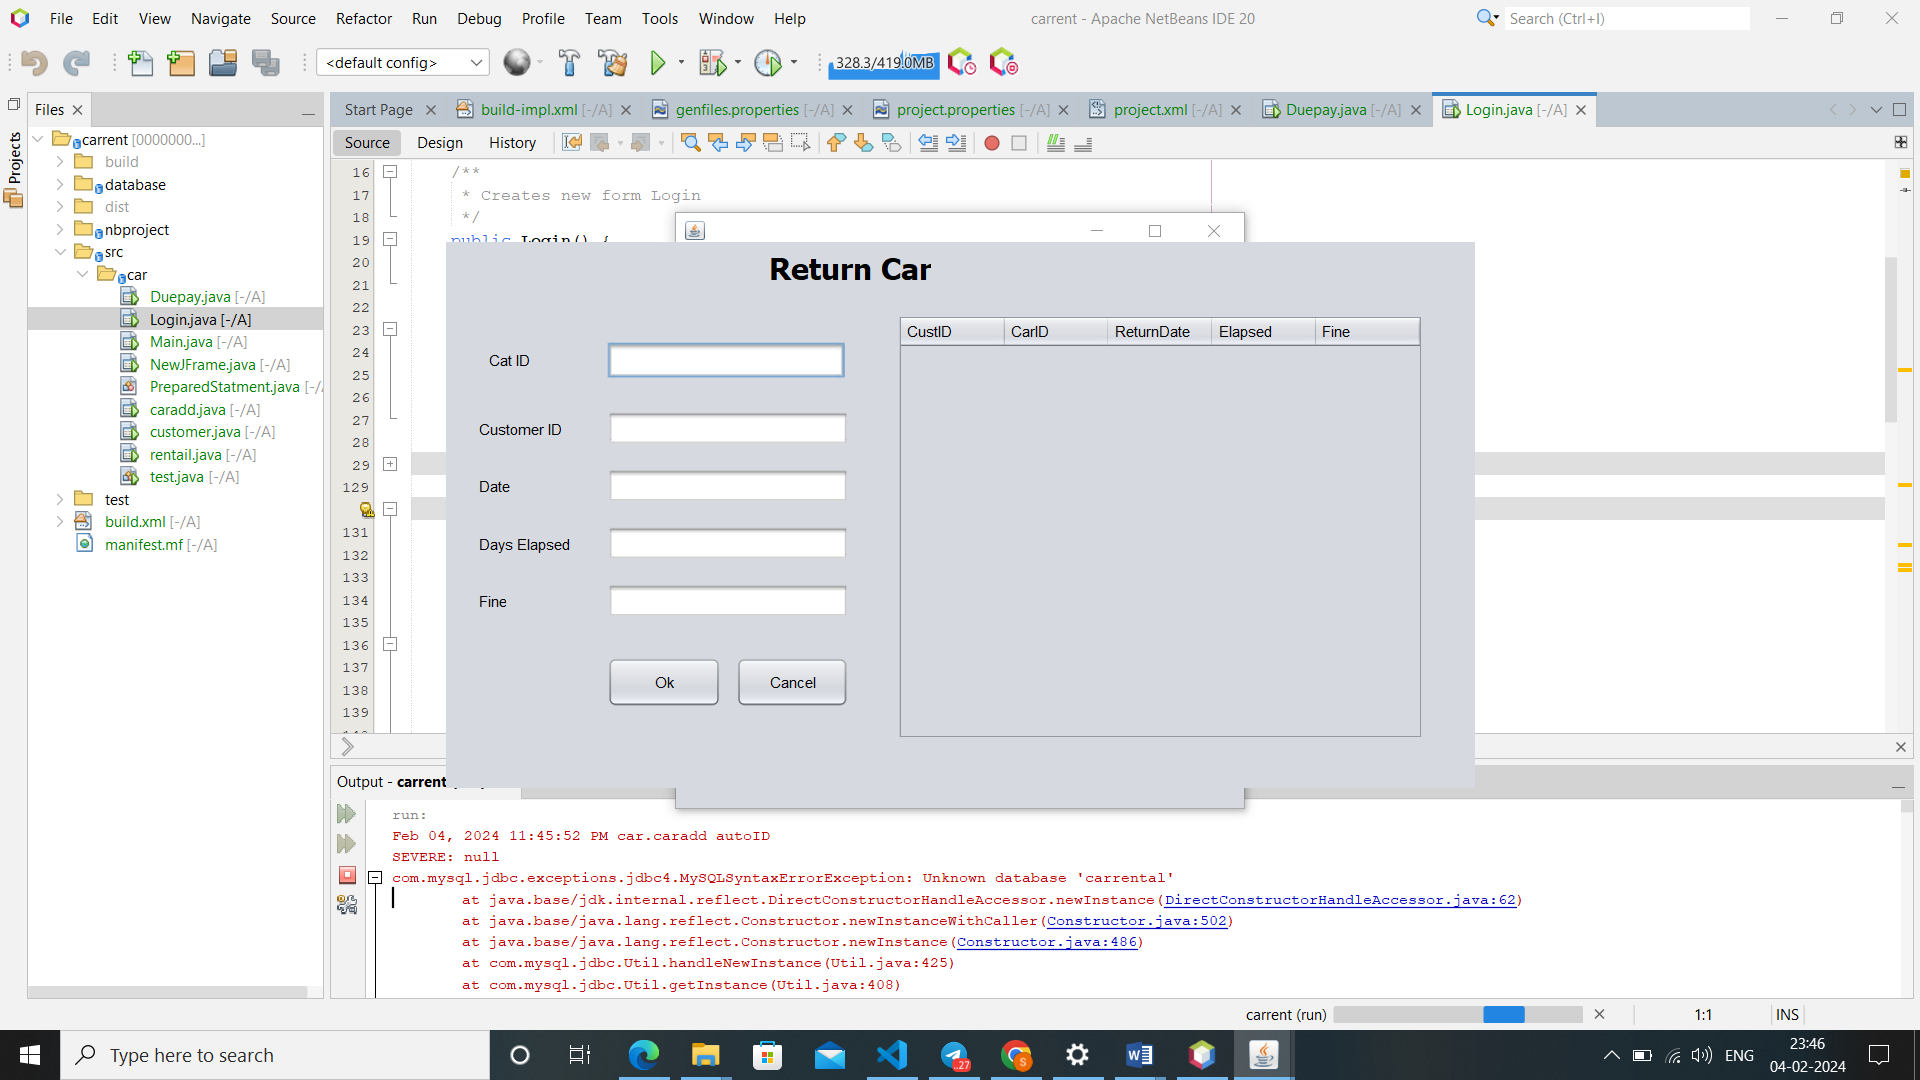 File Edit View Navigate Source Refactor Run Debug Profile Team Tools Window Help
carrent - Apache NetBeans IDE 20
Search (Ctrl+I)
<default config>
328.3/419.0MB
Files
Projects
carrent [0000000...]
build
database
dist
nbproject
src
car
Duepay.java [-/A]
Login.java [-/A]
Main.java [-/A]
NewJFrame.java [-/A]
PreparedStatment.java [-/
caradd.java [-/A]
customer.java [-/A]
rentail.java [-/A]
test.java [-/A]
test
build.xml [-/A]
manifest.mf [-/A]
Start Page build-impl.xml [-/A] genfiles.properties [-/A] project.properties [-/A] project.xml [-/A] Duepay.java [-/A] Login.java [-/A]
Source Design History
16 /**
17 * Creates new form Login
18 */
19 public Login() {
20
21
22
23
24
25
26
27
28
29
129
131
132
133
134
135
136
137
138
139
Return Car
Cat ID
Customer ID
Date
Days Elapsed
Fine
Ok Cancel
CustID CarID ReturnDate Elapsed Fine
Output - carrent
run:
Feb 04, 2024 11:45:52 PM car.caradd autoID
SEVERE: null
com.mysql.jdbc.exceptions.jdbc4.MySQLSyntaxErrorException: Unknown database 'carrental'
at java.base/jdk.internal.reflect.DirectConstructorHandleAccessor.newInstance(DirectConstructorHandleAccessor.java:62)
at java.base/java.lang.reflect.Constructor.newInstanceWithCaller(Constructor.java:502)
at java.base/java.lang.reflect.Constructor.newInstance(Constructor.java:486)
at com.mysql.jdbc.Util.handleNewInstance(Util.java:425)
at com.mysql.jdbc.Util.getInstance(Util.java:408)
carrent (run) 1:1 INS
Type here to search
..27
S
ENG
23:46
04-02-2024